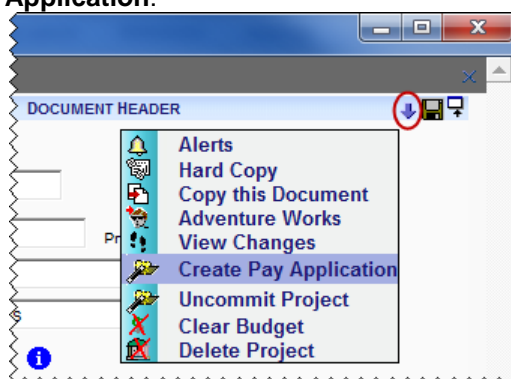 Application.
DOCUMENT HEADER
Alerts
Hard Copy
Copy this Document
Adventure Works
Pr
View Changes
Create Pay Application
Uncommit Project
s
Clear Budget
Delete Project